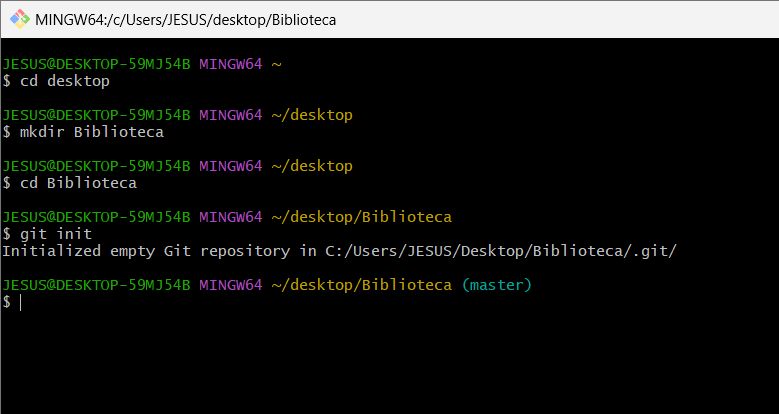 MINGW64:/c/Users/JESUS/desktop/Biblioteca
JESUS@DESKTOP-59MJ54B MINGW64 ~
$ cd desktop
JESUS@DESKTOP-59MJ54B MINGW64 ~/desktop
$ mkdir Biblioteca
JESUS@DESKTOP-59MJ54B MINGW64 ~/desktop
$ cd Biblioteca
JESUS@DESKTOP-59MJ54B MINGW64 ~/desktop/Biblioteca
$ git init
Initialized empty Git repository in C:/Users/JESUS/Desktop/Biblioteca/.git/
JESUS@DESKTOP-59MJ54B MINGW64 ~/desktop/Biblioteca (master)
$